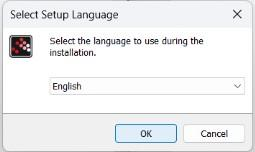 Select Setup Language
Select the language to use during the
installation.
English
OK
Cancel